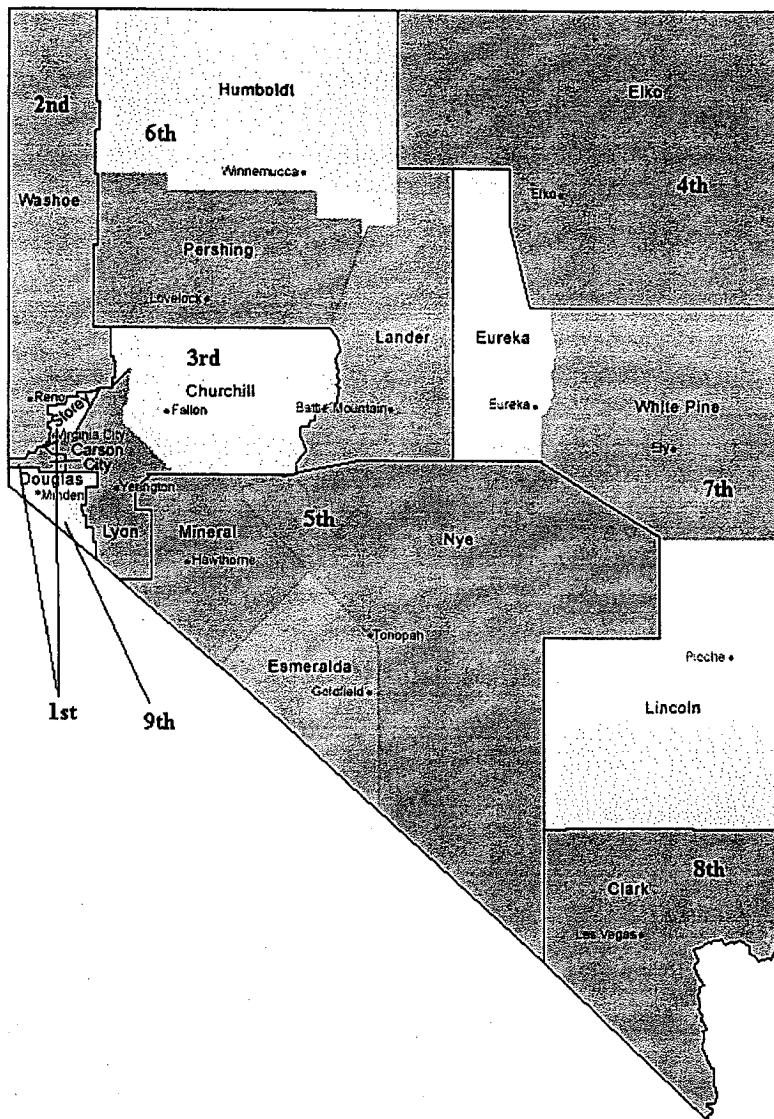 Humboldt
Elko
2nd
6th
Winnemucca
Elko
4th
Washoe
Pershing
Lovelock
Lander
Eureka
3rd
Churchill
Reno
Storey
Fallon
Battle Mountain
Eureka
White Pine
Virginia City
Carson
City
Ely
Douglas
Minden
Yerington
7th
Lyon
Mineral
5th
Nye
Hawthorne
Tonopah
Pioche
Esmeralda
Goldfield
1st
9th
Lincoln
8th
Clark
Las Vegas